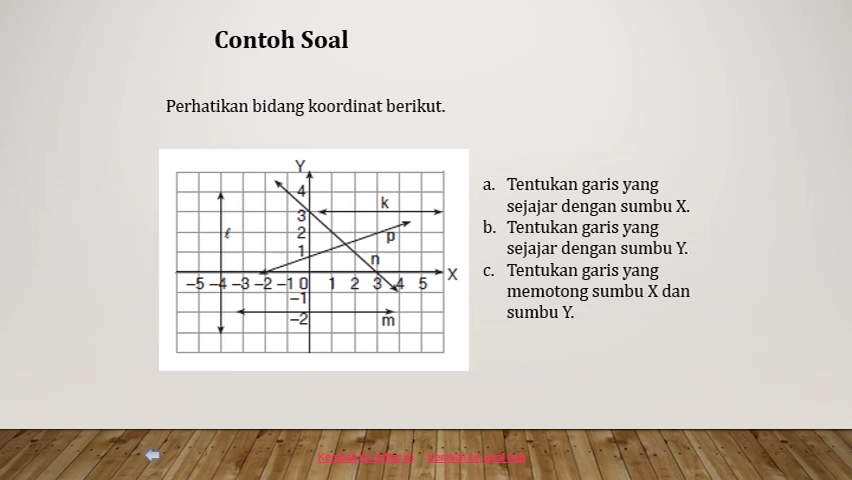 Contoh Soal
Perhatikan bidang koordinat berikut.
Y
4
3
2
1
k
p
n
ℓ
X
−5 −4 −3 −2 −1 0 1 2 3 4 5
−1
−2
m
a. Tentukan garis yang
sejajar dengan sumbu X.
b. Tentukan garis yang
sejajar dengan sumbu Y.
c. Tentukan garis yang
memotong sumbu X dan
sumbu Y.